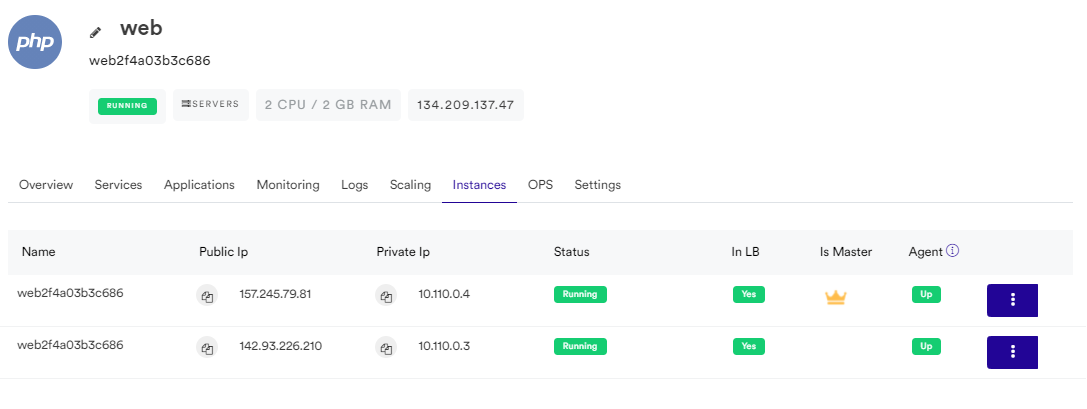 php
web
web2f4a03b3c686
RUNNING SERVERS 2 CPU / 2 GB RAM 134.209.137.47
Overview Services Applications Monitoring Logs Scaling Instances OPS Settings
Name Public Ip Private Ip Status In LB Is Master Agent
web2f4a03b3c686 157.245.79.81 10.110.0.4 Running Yes Up
web2f4a03b3c686 142.93.226.210 10.110.0.3 Running Yes Up